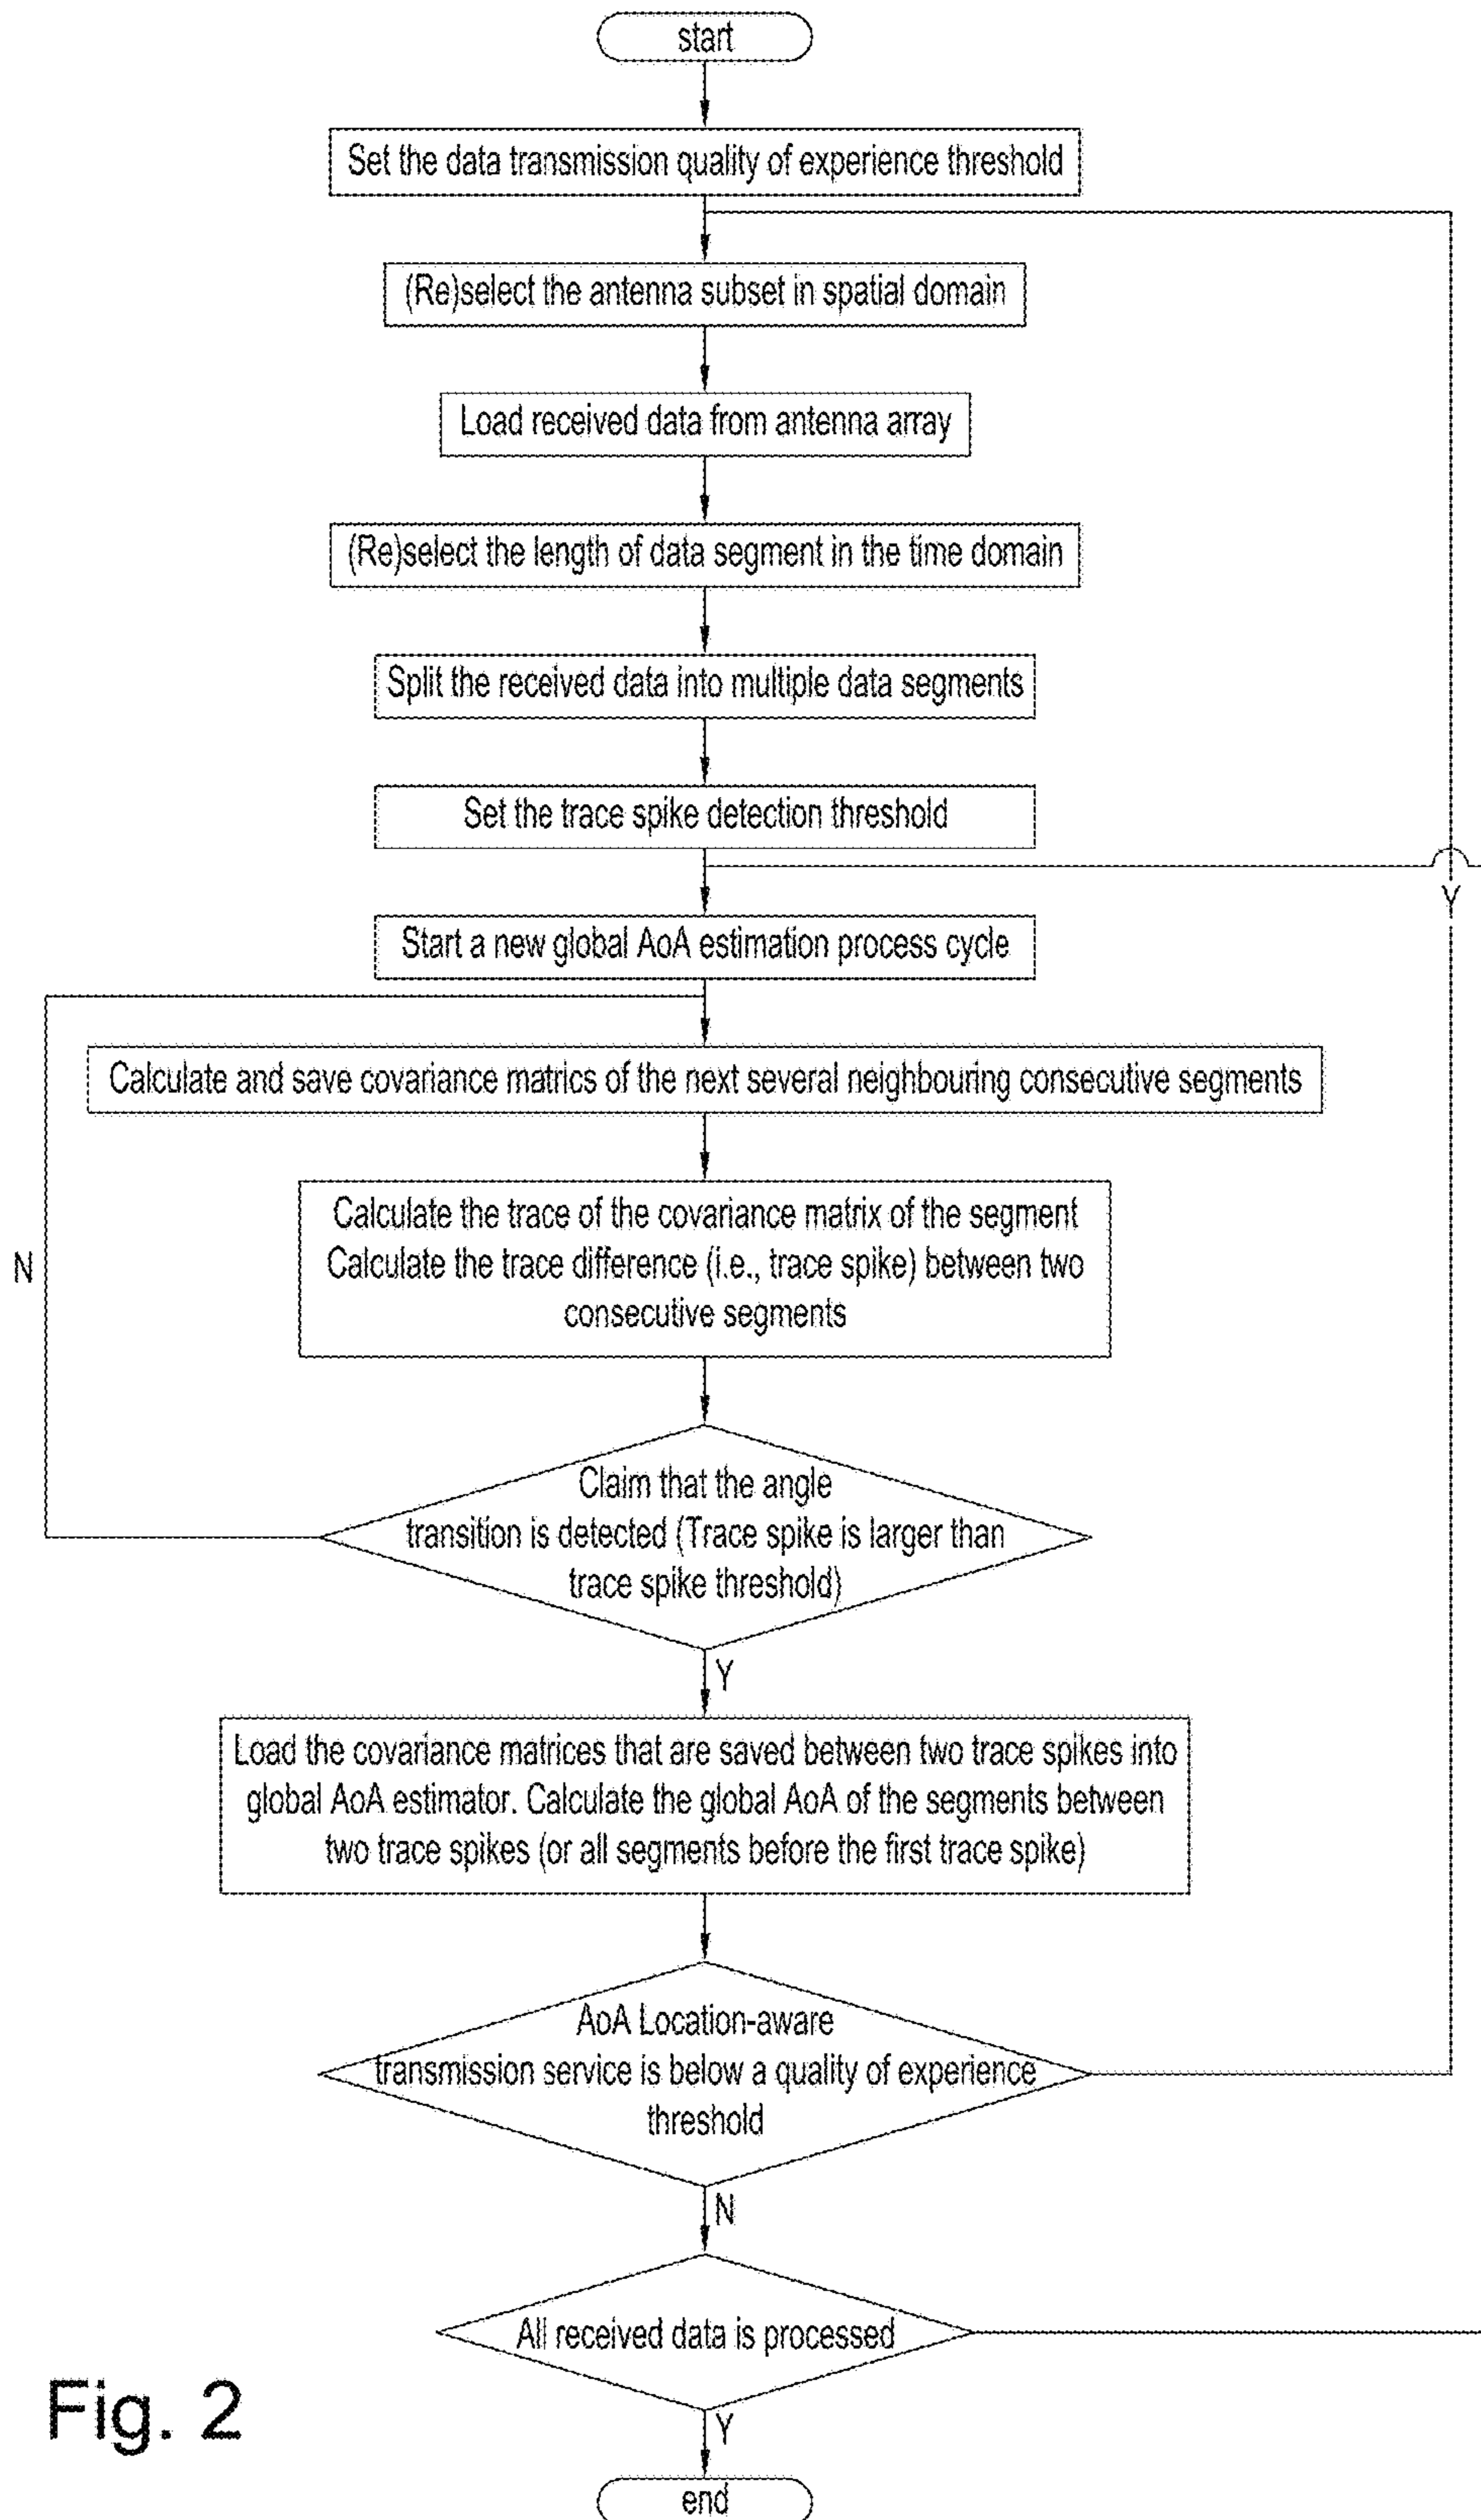 start
Set the data transmission quality of experience threshold
(Re)select the antenna subset in spatial domain
Load received data from antenna array
(Re)select the length of data segment in the time domain
Split the received data into multiple data segments
Set the trace spike detection threshold
Y
Start a new global AoA estimation process cycle
Calculate and save covariance matrics of the next several neighbouring consecutive segments
Calculate the trace of the covariance matrix of the segment
Calculate the trace difference (i.e., trace spike) between two
consecutive segments
N
Claim that the angle
transition is detected (Trace spike is larger than
trace spike threshold)
Y
Load the covariance matrices that are saved between two trace spikes into
global AoA estimator. Calculate the global AoA of the segments between
two trace spikes (or all segments before the first trace spike)
AoA Location-aware
transmission service is below a quality of experience
threshold
N
All received data is processed
Y
end
Fig. 2